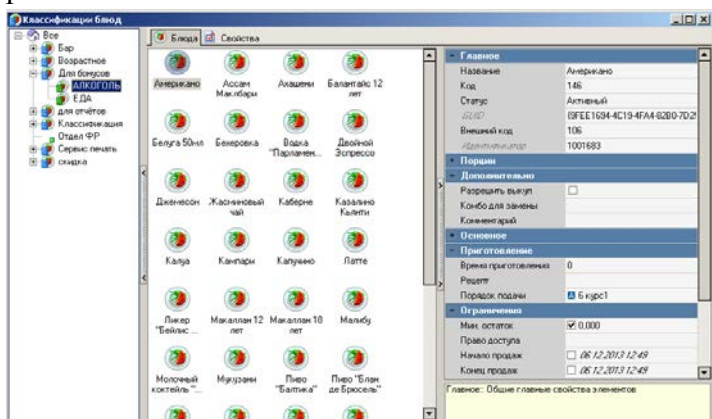 Классификации блюд
Все
Бар
Возрастное
Для бонусов
АЛКОГОЛЬ
ЕДА
для отчётов
Классификация
Отдел ФР
Сервис печать
скидка
Блюда
Свойства
Американо
Ассам Маклбари
Ахашени
Балантайс 12 лет
Белуга 50мл
Бехеровка
Водка "Парламен...
Двойной Эспрессо
Джемесон
Жасминовый чай
Каберне
Казалино Кьянти
Калуа
Кампари
Капучино
Латте
Ликер "Бейлис ...
Макаллан 12 лет
Макаллан 18 лет
Малибу
Молочный коктейль "...
Мукузани
Пиво "Балтика"
Пиво "Блан де Брюсель"
Главное
Название Американо
Код 146
Статус Активный
GUID
Внешний код 106
Идентификатор 1001683
Порции
Дополнительно
Разрешить выкуп
Комбо для замены
Комментарий
Основное
Приготовление
Время приготовления 0
Рецепт
Порядок подачи 6 курс1
Ограничения
Мин. остаток 0,000
Право доступа
Начало продаж 06.12.2013 12:49
Конец продаж 06.12.2013 12:49
Главное:: Общие главные свойства элементов